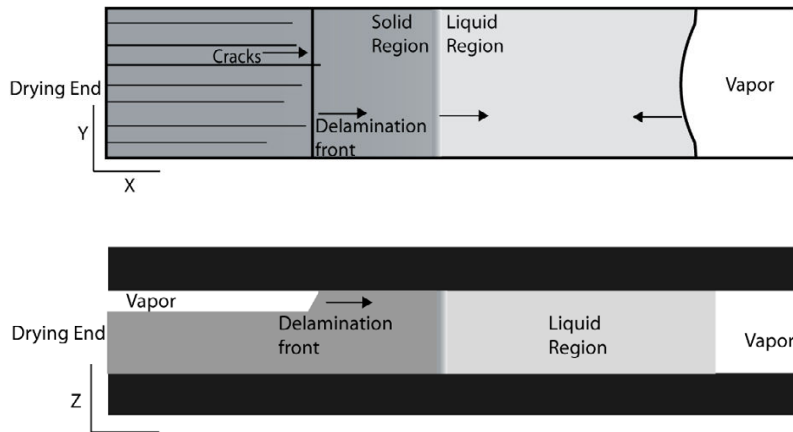 Solid
Region
Liquid
Region
Vapor
Cracks
Drying End
Y
Delamination
front
X
Vapor
Drying End
Delamination
front
Liquid
Region
Vapor
Z